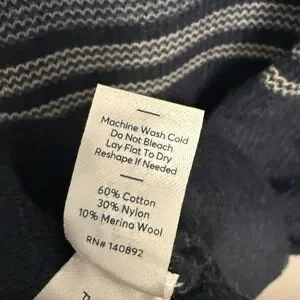 Machine Wash Cold
Do Not Bleach
Lay Flat To Dry
Reshape If Needed
60% Cotton
30% Nylon
10% Merino Wool
RN# 140892